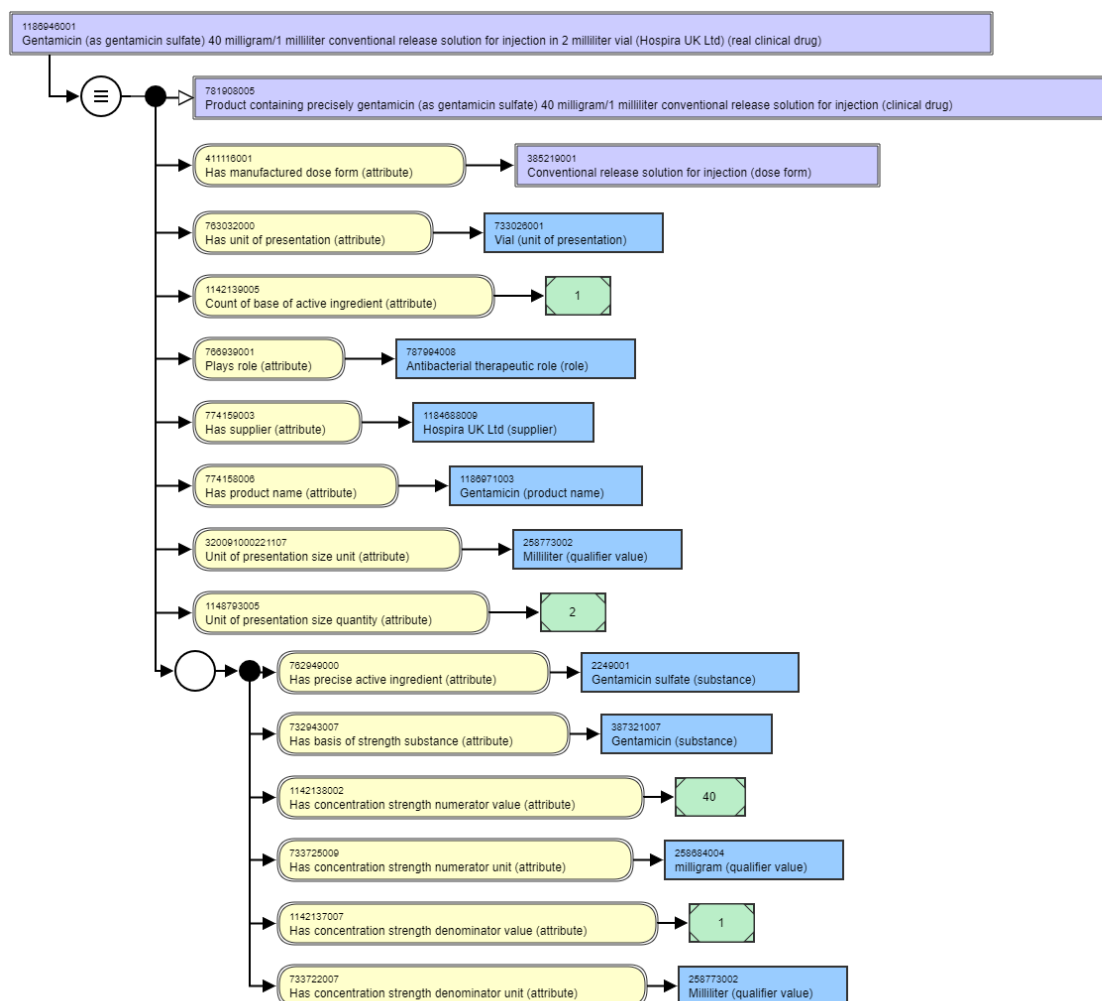 1186946001
Gentamicin (as gentamicin sulfate) 40 milligram/1 milliliter conventional release solution for injection in 2 milliliter vial (Hospira UK Ltd) (real clinical drug)
781908005
Product containing precisely gentamicin (as gentamicin sulfate) 40 milligram/1 milliliter conventional release solution for injection (clinical drug)
411116001
Has manufactured dose form (attribute)
385219001
Conventional release solution for injection (dose form)
763032000
Has unit of presentation (attribute)
733026001
Vial (unit of presentation)
1142139005
Count of base of active ingredient (attribute)
1
766939001
Plays role (attribute)
787994008
Antibacterial therapeutic role (role)
774159003
Has supplier (attribute)
1184688009
Hospira UK Ltd (supplier)
774158006
Has product name (attribute)
1186971003
Gentamicin (product name)
320091000221107
Unit of presentation size unit (attribute)
258773002
Milliliter (qualifier value)
1148793005
Unit of presentation size quantity (attribute)
2
762949000
Has precise active ingredient (attribute)
2249001
Gentamicin sulfate (substance)
732943007
Has basis of strength substance (attribute)
387321007
Gentamicin (substance)
1142138002
Has concentration strength numerator value (attribute)
40
733725009
Has concentration strength numerator unit (attribute)
258684004
milligram (qualifier value)
1142137007
Has concentration strength denominator value (attribute)
1
733722007
Has concentration strength denominator unit (attribute)
258773002
Milliliter (qualifier value)